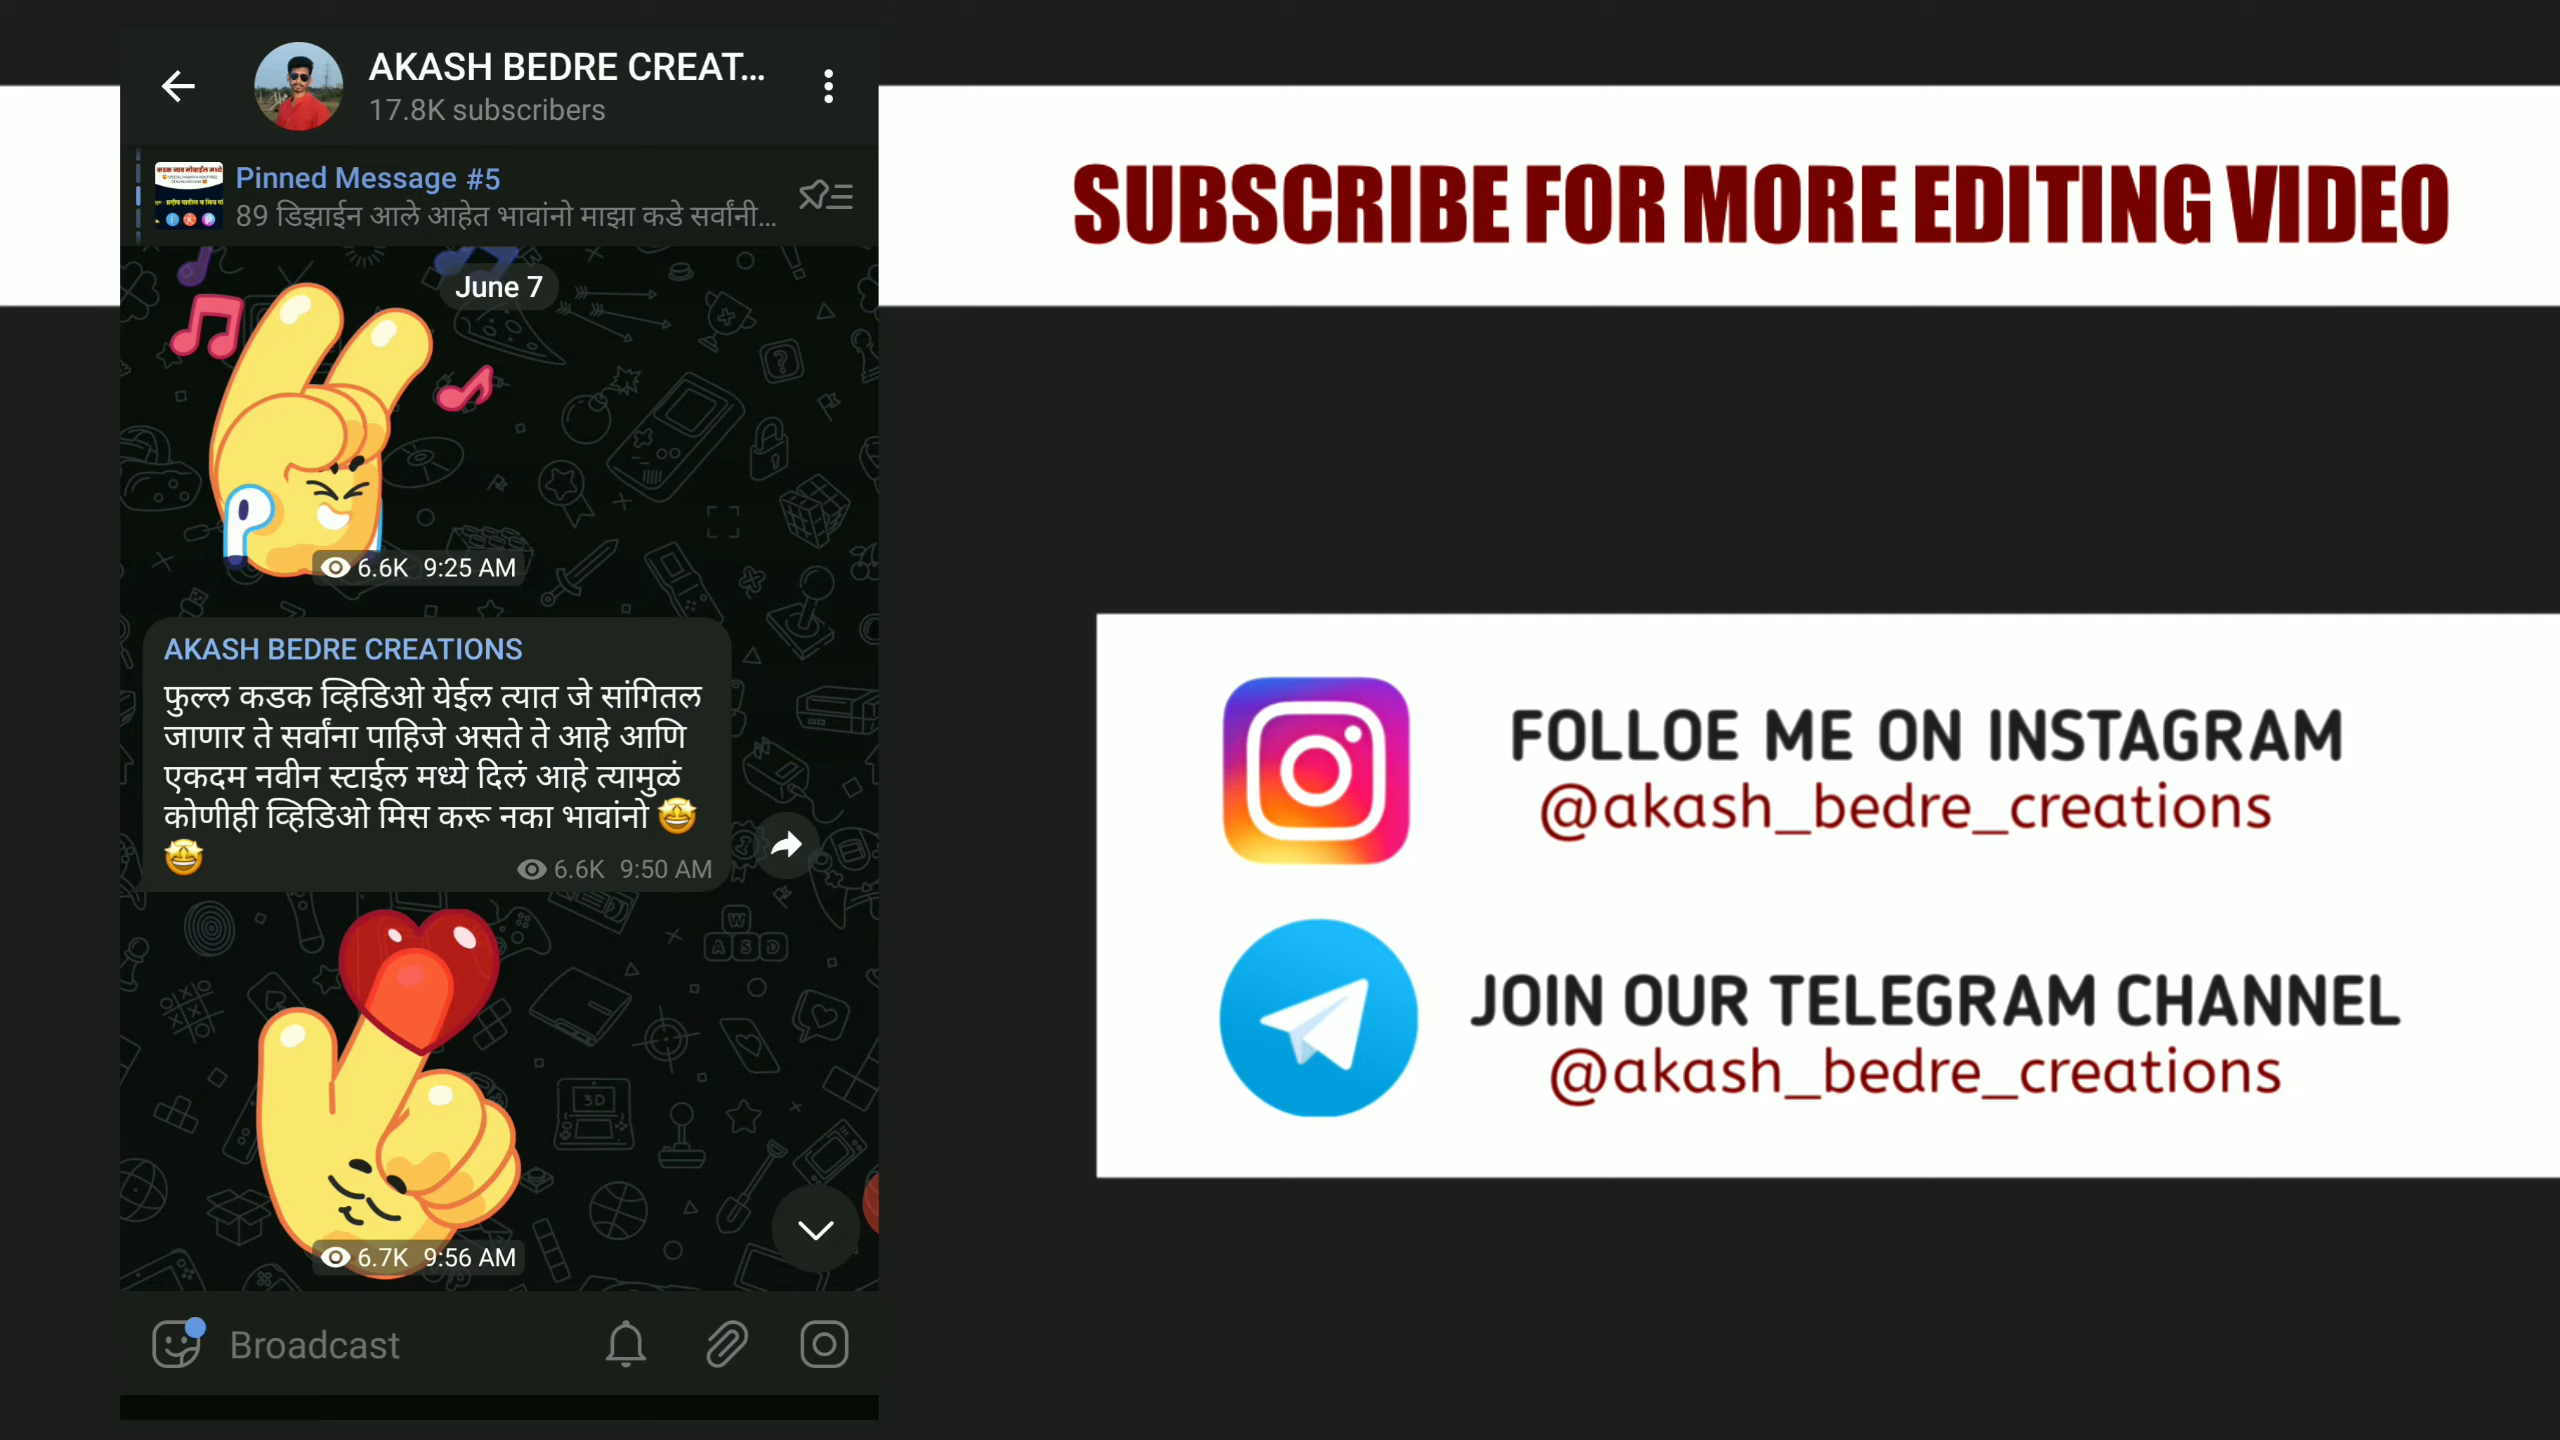 AKASH BEDRE CREAT...
17.8K subscribers
Pinned Message #5
89 डिझाईन आले आहेत भावांनो माझा कडे सर्वांनी...
June 7
6.6K 9:25 AM
AKASH BEDRE CREATIONS
फुल्ल कडक व्हिडिओ येईल त्यात जे सांगितल
जाणार ते सर्वांना पाहिजे असते ते आहे आणि
एकदम नवीन स्टाईल मध्ये दिलं आहे त्यामुळं
कोणीही व्हिडिओ मिस करू नका भावांनो 🤩
🤩
6.6K 9:50 AM
6.7K 9:56 AM
Broadcast
SUBSCRIBE FOR MORE EDITING VIDEO
FOLLOE ME ON INSTAGRAM
@akash_bedre_creations
JOIN OUR TELEGRAM CHANNEL
@akash_bedre_creations